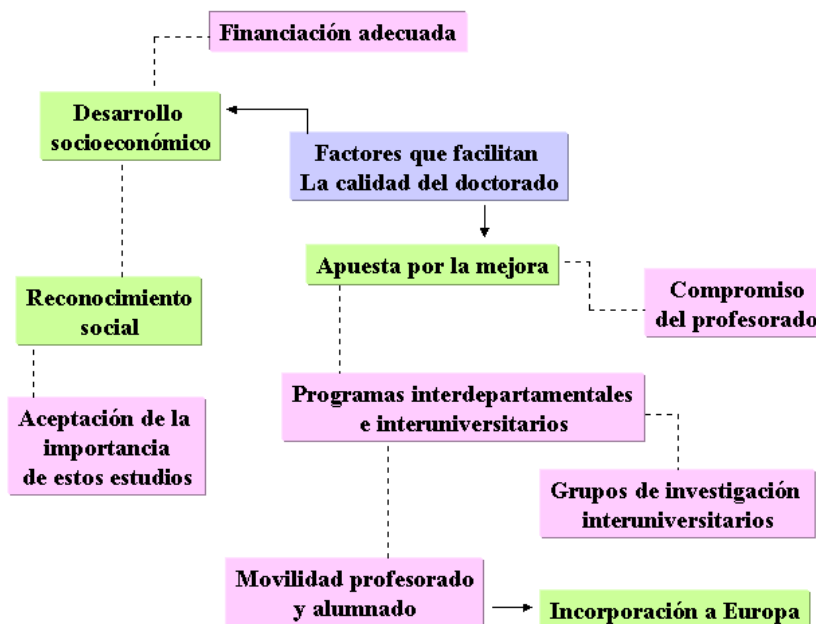 Financiación adecuada
Desarrollo
socioeconómico
Factores que facilitan
La calidad del doctorado
Apuesta por la mejora
Reconocimiento
social
Compromiso
del profesorado
Aceptación de la
importancia
de estos estudios
Programas interdepartamentales
e interuniversitarios
Grupos de investigación
interuniversitarios
Movilidad profesorado
y alumnado
Incorporación a Europa